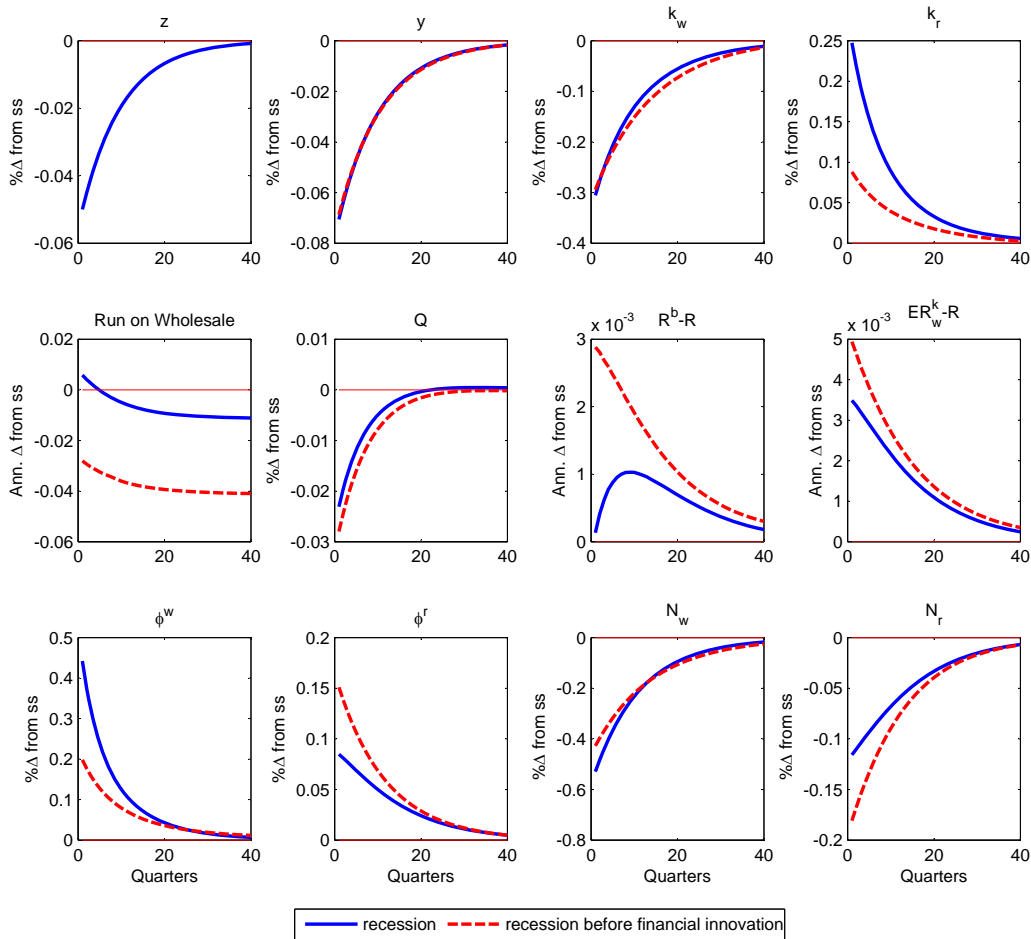 z
y
k_w
k_r
%Δ from ss
0
-0.02
-0.04
-0.06
0 20 40
%Δ from ss
0
-0.02
-0.04
-0.06
-0.08
0 20 40
%Δ from ss
0
-0.1
-0.2
-0.3
-0.4
0 20 40
%Δ from ss
0.25
0.2
0.15
0.1
0.05
0
0 20 40
Run on Wholesale
Q
R^b-R
ER_w^k-R
Ann. Δ from ss
0.02
0
-0.02
-0.04
-0.06
0 20 40
%Δ from ss
0.01
0
-0.01
-0.02
-0.03
0 20 40
Ann. Δ from ss
x 10^-3
3
2
1
0
0 20 40
Ann. Δ from ss
x 10^-3
5
4
3
2
1
0
0 20 40
ϕ^w
ϕ^r
N_w
N_r
%Δ from ss
0.5
0.4
0.3
0.2
0.1
0
0 20 40
Quarters
%Δ from ss
0.2
0.15
0.1
0.05
0
0 20 40
Quarters
%Δ from ss
0
-0.2
-0.4
-0.6
-0.8
0 20 40
Quarters
%Δ from ss
0
-0.05
-0.1
-0.15
-0.2
0 20 40
Quarters
recession
recession before financial innovation